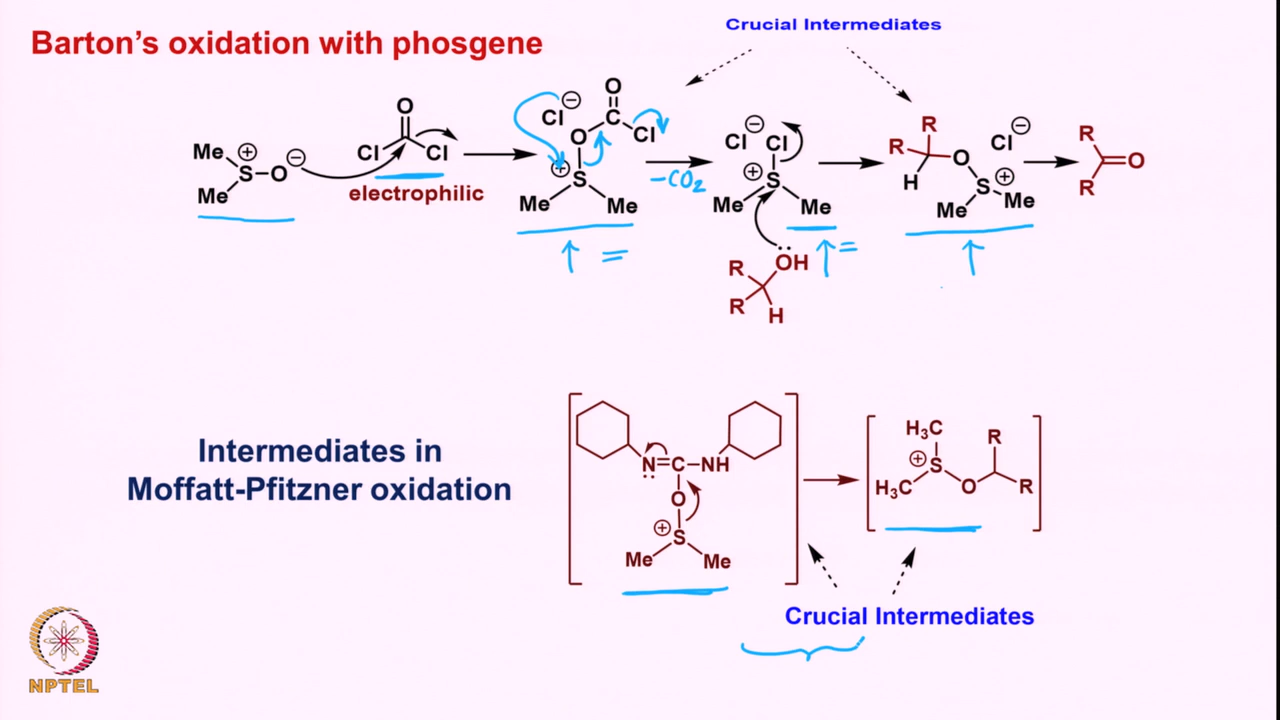 Crucial Intermediates
Barton's oxidation with phosgene
O
O
Cl ⊖
O Cl
Cl ⊖ Cl
R Cl ⊖
R O
Me ⊕ ⊖
S-O
Me
Cl Cl
electrophilic
⊕ S
Me Me
-CO2
⊕ S
Me Me
H S ⊕
Me Me
R
R =O
R OH
R H
=
=
Intermediates in
Moffatt-Pfitzner oxidation
N=C-NH
O
⊕ S
Me Me
H3C R
⊕ S
H3C O R
Crucial Intermediates
NPTEL